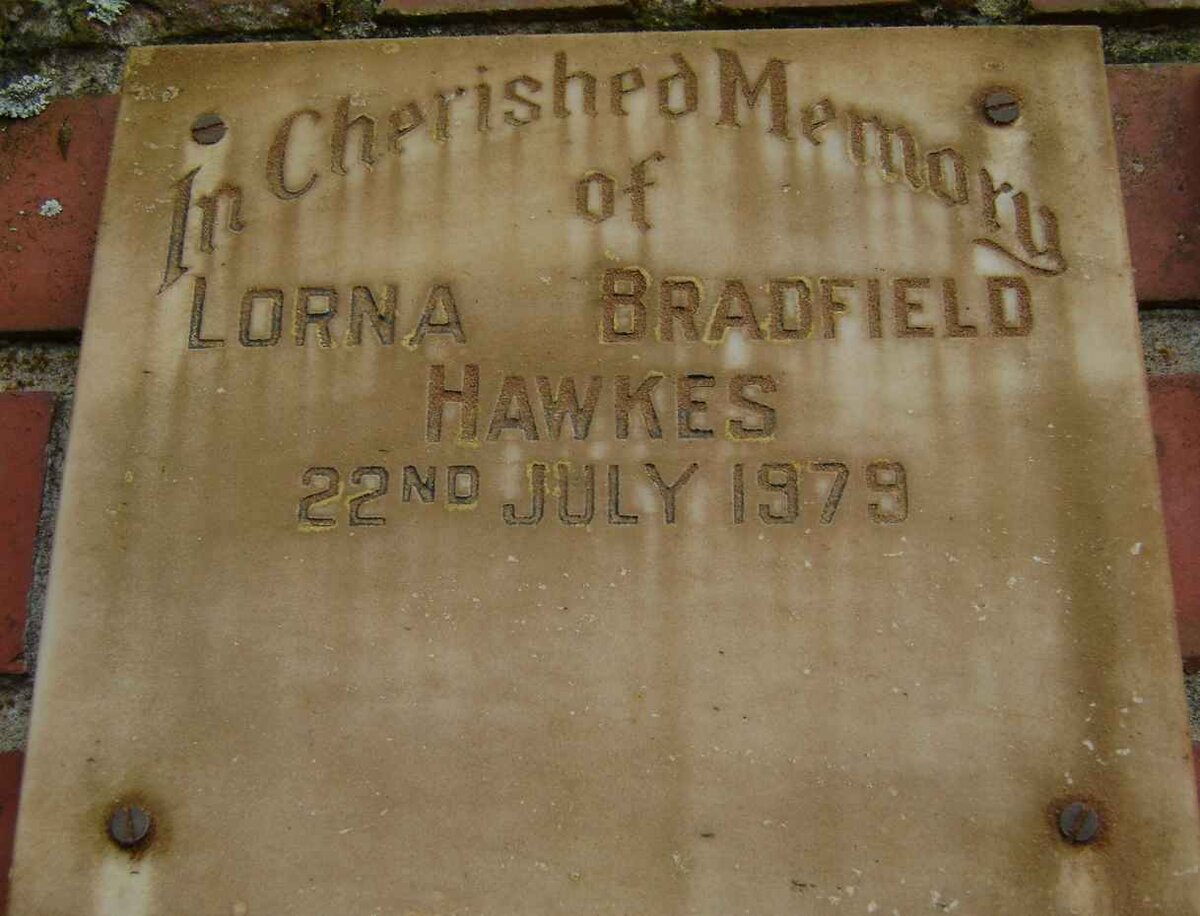 In Cherished Memory
of
LORNA BRADFIELD
HAWKES
22ND JULY 1979